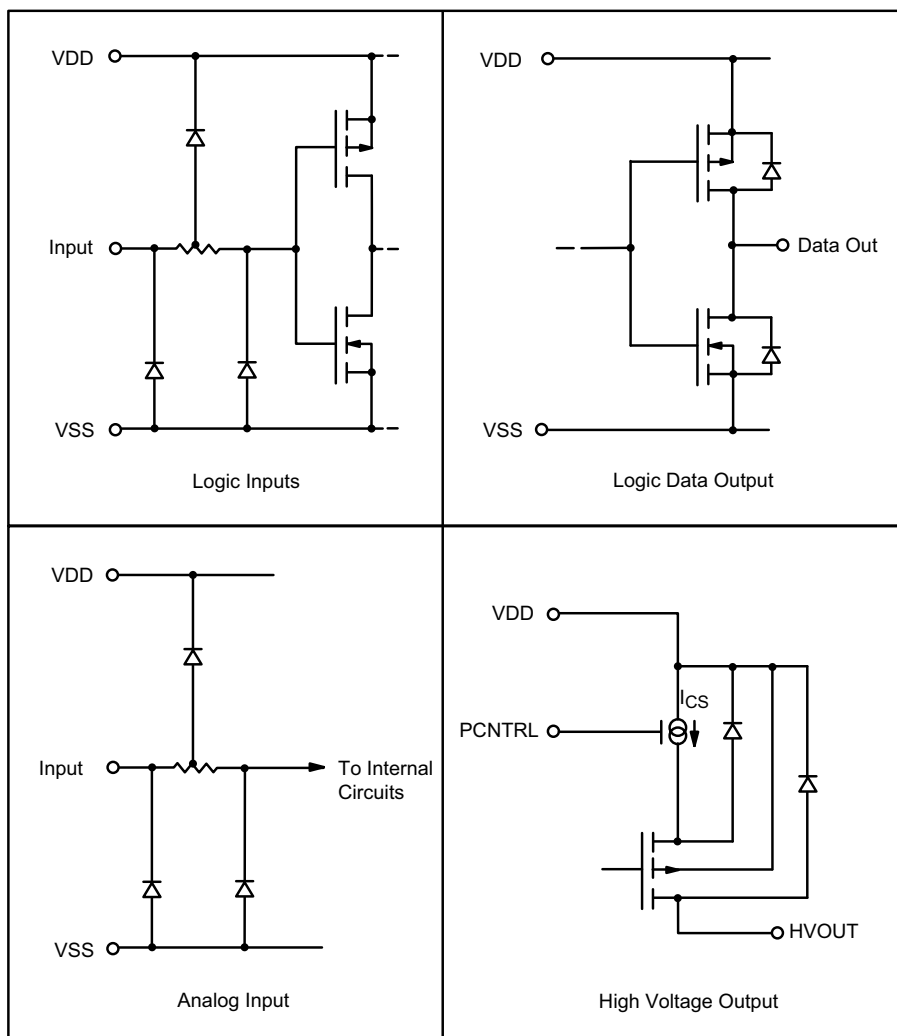 VDD
Input
VSS
Logic Inputs
VDD
Data Out
VSS
Logic Data Output
VDD
Input
To Internal
Circuits
VSS
Analog Input
VDD
ICS
PCNTRL
HVOUT
High Voltage Output